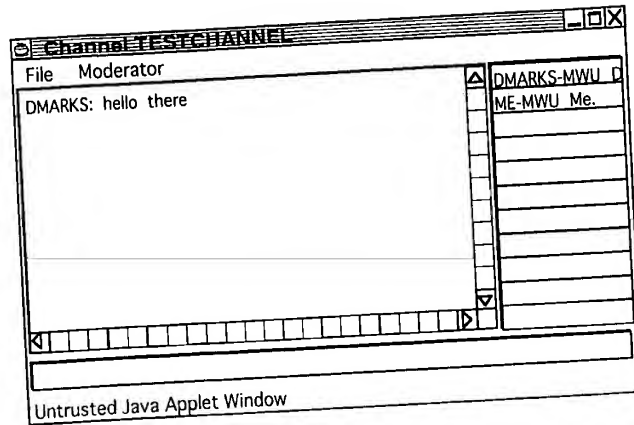 Channel TESTCHANNEL
File Moderator
DMARKS: hello there
DMARKS-MWU D
ME-MWU Me.
Untrusted Java Applet Window